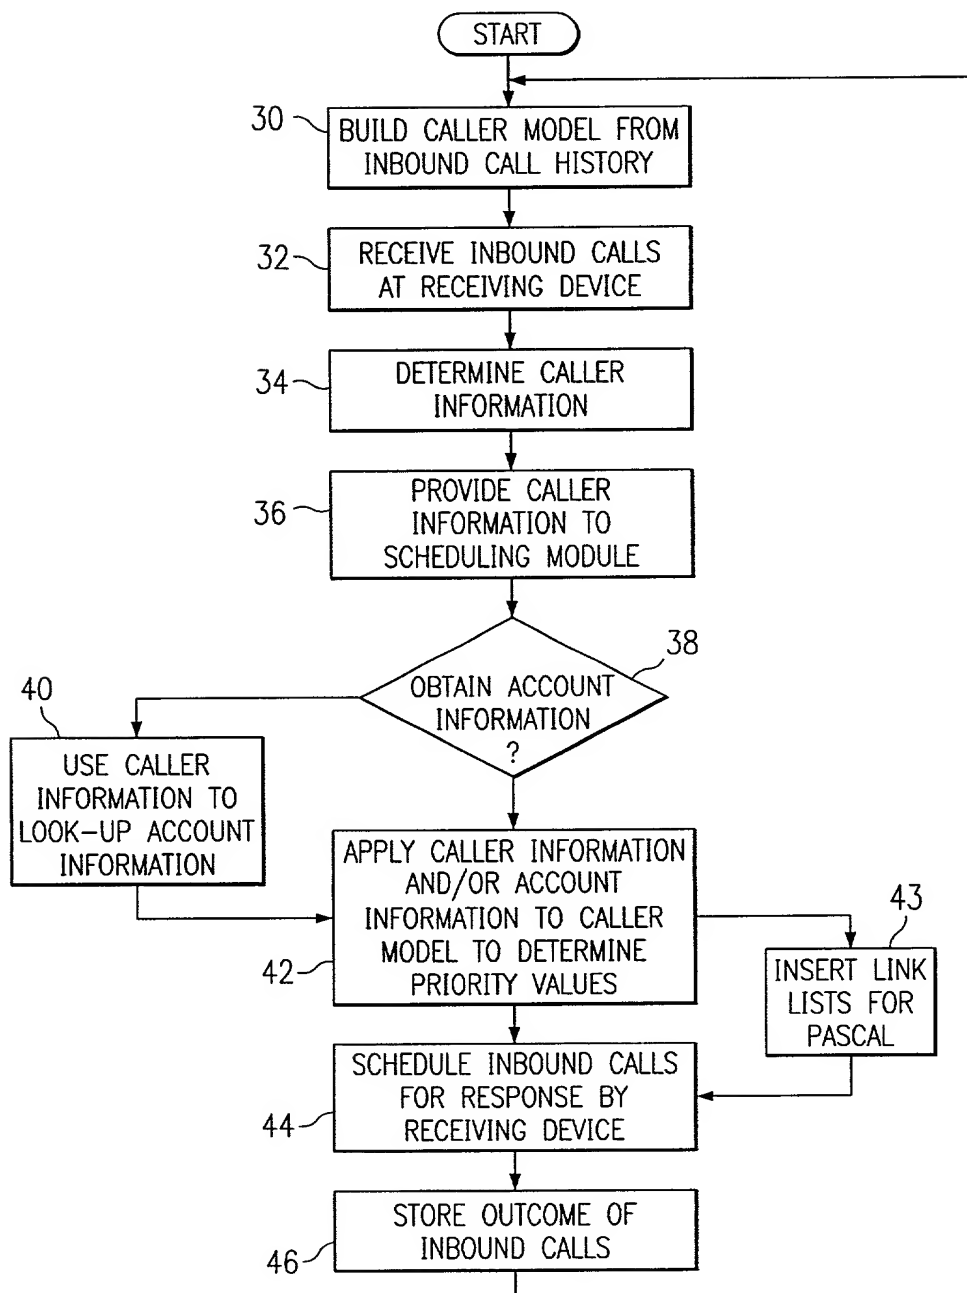 START
30
BUILD CALLER MODEL FROM
INBOUND CALL HISTORY
32
RECEIVE INBOUND CALLS
AT RECEIVING DEVICE
34
DETERMINE CALLER
INFORMATION
36
PROVIDE CALLER
INFORMATION TO
SCHEDULING MODULE
38
OBTAIN ACCOUNT
INFORMATION
?
40
USE CALLER
INFORMATION TO
LOOK-UP ACCOUNT
INFORMATION
42
APPLY CALLER INFORMATION
AND/OR ACCOUNT
INFORMATION TO CALLER
MODEL TO DETERMINE
PRIORITY VALUES
43
INSERT LINK
LISTS FOR
PASCAL
44
SCHEDULE INBOUND CALLS
FOR RESPONSE BY
RECEIVING DEVICE
46
STORE OUTCOME OF
INBOUND CALLS